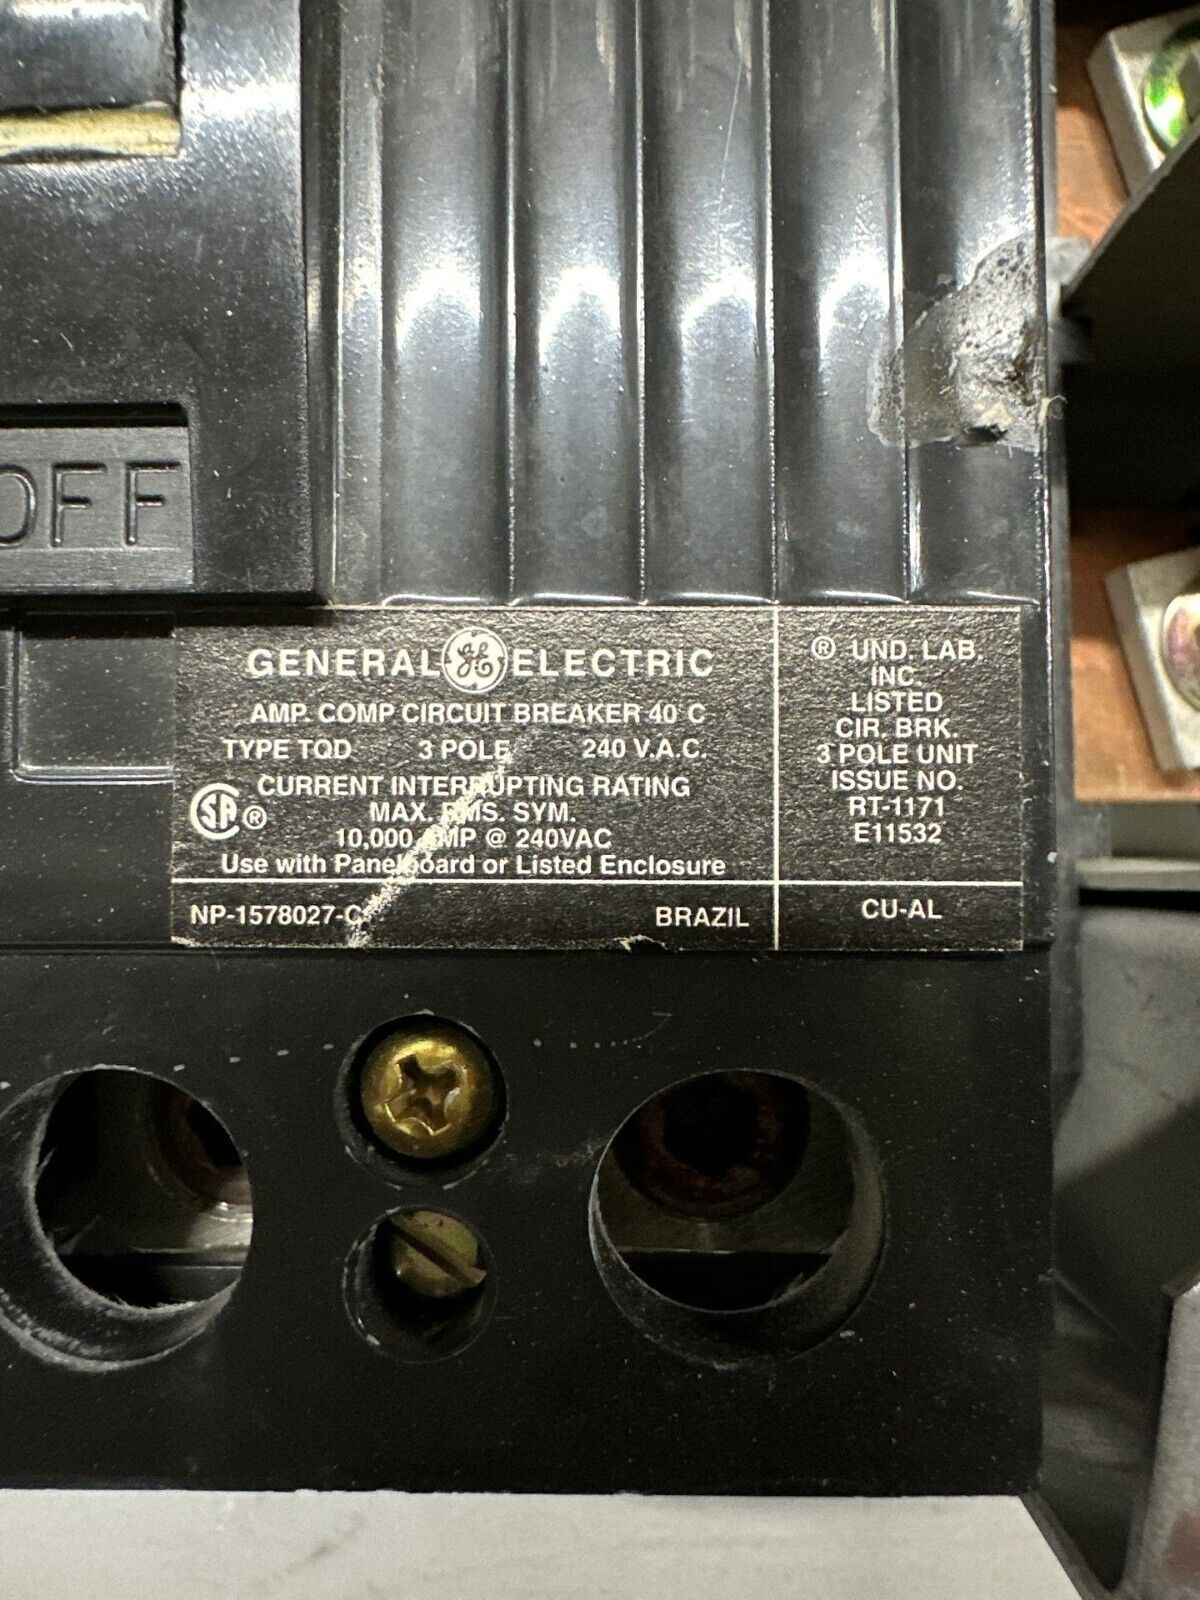 OFF
GENERAL GE ELECTRIC
AMP. COMP CIRCUIT BREAKER 40 C
TYPE TQD 3 POLE 240 V.A.C.
CURRENT INTERRUPTING RATING
MAX. RMS. SYM.
SA ®
10,000 AMP @ 240VAC
Use with Panelboard or Listed Enclosure
NP-1578027-C
BRAZIL
® UND. LAB.
INC.
LISTED
CIR. BRK.
3 POLE UNIT
ISSUE NO.
RT-1171
E11532
CU-AL